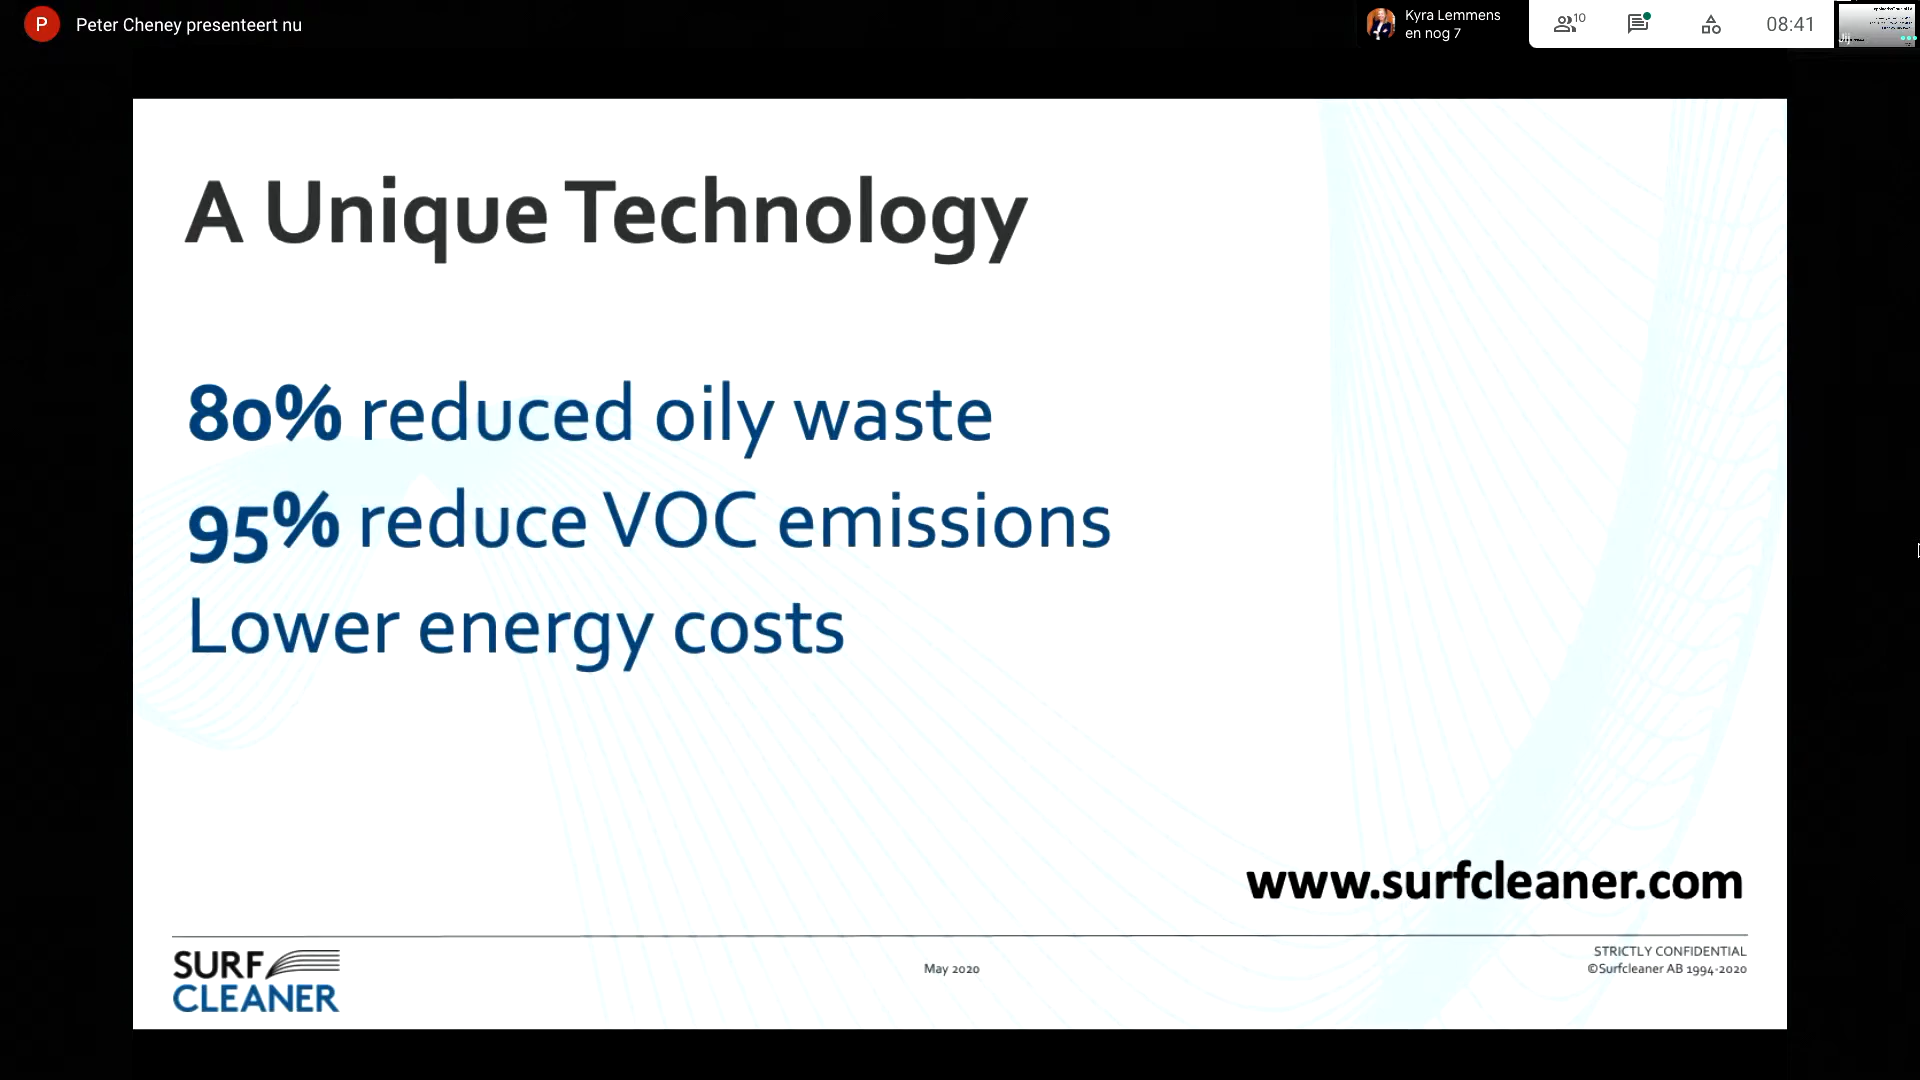 P
Peter Cheney presenteert nu
Kyra Lemmens
en nog 7
10
08:41
A Unique Technology
80% reduced oily waste
95% reduce VOC emissions
Lower energy costs
www.surfcleaner.com
SURF
CLEANER
May 2020
STRICTLY CONFIDENTIAL
©Surfcleaner AB 1994-2020